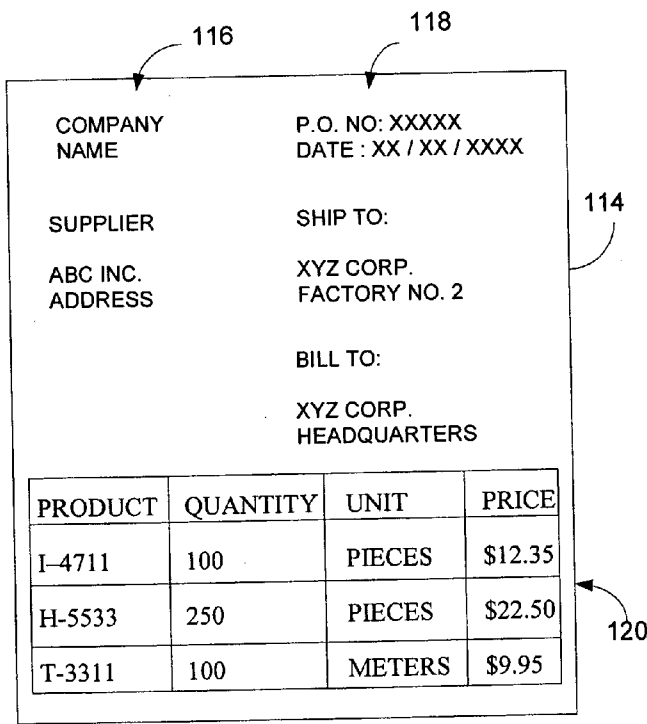 116
118
COMPANY
NAME
P.O. NO: XXXXX
DATE : XX / XX / XXXX
114
SUPPLIER
ABC INC.
ADDRESS
SHIP TO:
XYZ CORP.
FACTORY NO. 2
BILL TO:
XYZ CORP.
HEADQUARTERS
PRODUCT QUANTITY UNIT PRICE
I–4711 100 PIECES $12.35
H-5533 250 PIECES $22.50
T-3311 100 METERS $9.95
120